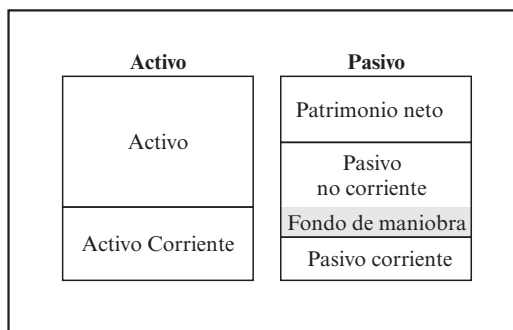 Activo
Activo
Activo Corriente
Pasivo
Patrimonio neto
Pasivo
no corriente
Fondo de maniobra
Pasivo corriente